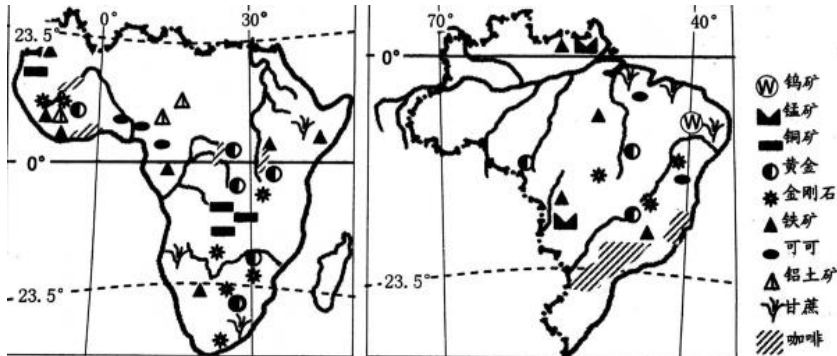 0°
30°
23.5°
0°
23.5°
70°
40°
0°
23.5°
W
W 钨矿
锰矿
铜矿
黄金
金刚石
铁矿
可可
铝土矿
甘蔗
咖啡